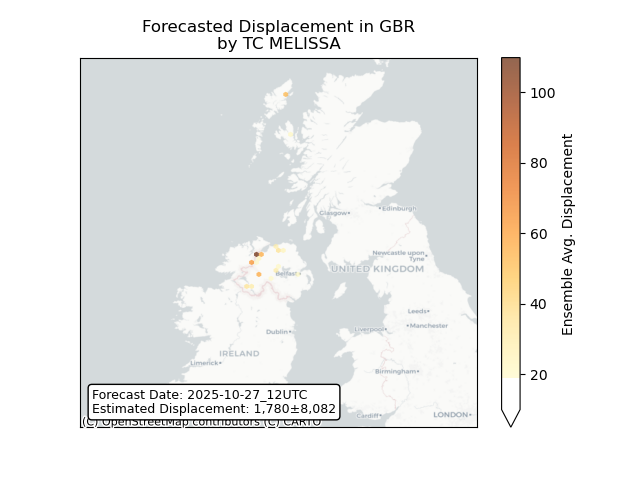 Forecasted Displacement in GBR
by TC MELISSA
Glasgow
Edinburgh
Newcastle upon
Tyne
UNITED KINGDOM
Belfast
Leeds
Dublin
Liverpool
Manchester
IRELAND
Limerick
Birmingham
Cardiff
LONDON
Forecast Date: 2025-10-27_12UTC
Estimated Displacement: 1,780±8,082
(C) OpenStreetMap contributors (C) CARTO
100
80
60
40
20
Ensemble Avg. Displacement